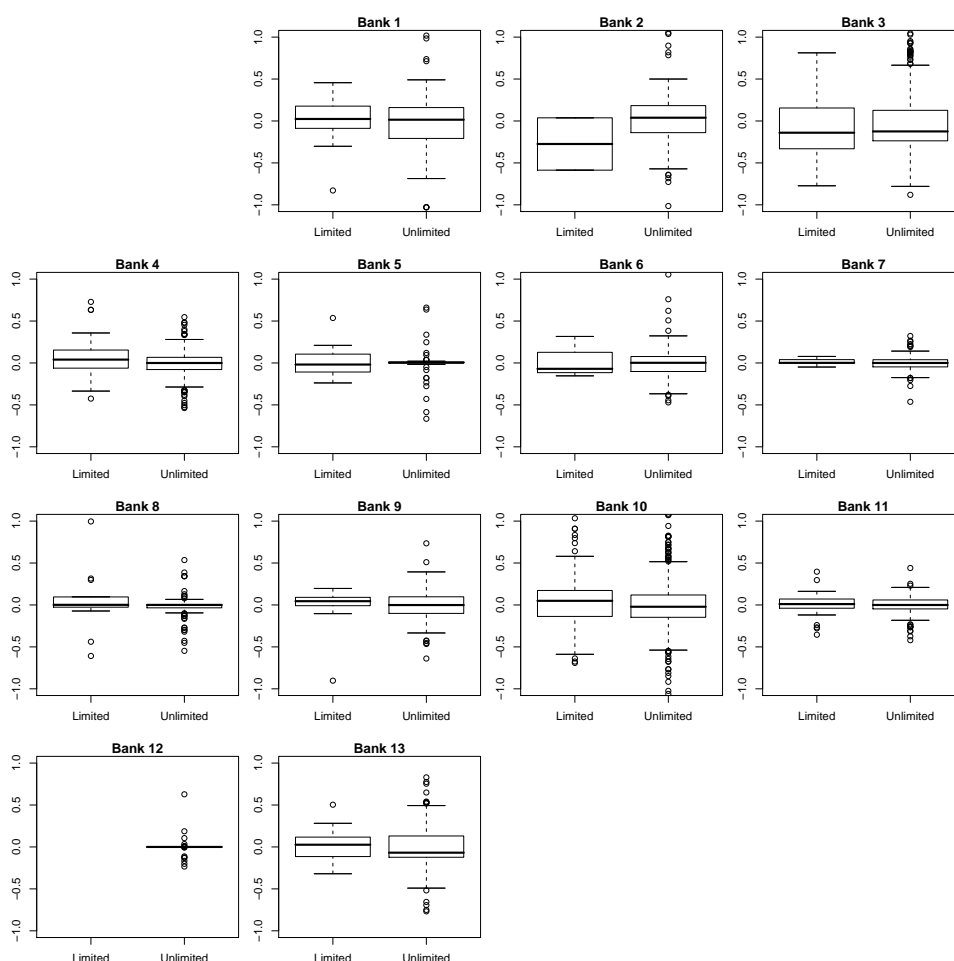 Bank 1 Bank 2 Bank 3
1.0 1.0 1.0
0.5 0.5 0.5
0.0 0.0 0.0
−0.5 −0.5 −0.5
−1.0 −1.0 −1.0
Limited Unlimited Limited Unlimited Limited Unlimited
Bank 4 Bank 5 Bank 6 Bank 7
1.0 1.0 1.0 1.0
0.5 0.5 0.5 0.5
0.0 0.0 0.0 0.0
−0.5 −0.5 −0.5 −0.5
−1.0 −1.0 −1.0 −1.0
Limited Unlimited Limited Unlimited Limited Unlimited Limited Unlimited
Bank 8 Bank 9 Bank 10 Bank 11
1.0 1.0 1.0 1.0
0.5 0.5 0.5 0.5
0.0 0.0 0.0 0.0
−0.5 −0.5 −0.5 −0.5
−1.0 −1.0 −1.0 −1.0
Limited Unlimited Limited Unlimited Limited Unlimited Limited Unlimited
Bank 12 Bank 13
1.0 1.0
0.5 0.5
0.0 0.0
−0.5 −0.5
−1.0 −1.0
Limited Unlimited Limited Unlimited